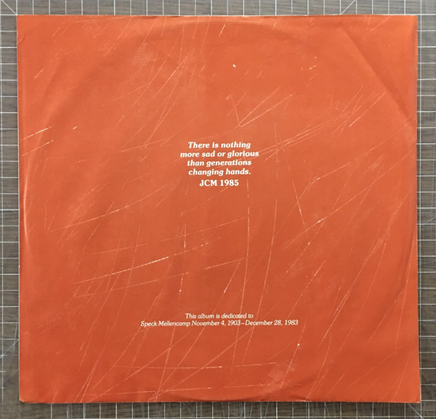 There is nothing
more sad or glorious
than generations
changing hands.
JCM 1985
This album is dedicated to
Speck Mellencamp November 4, 1903–December 28, 1983